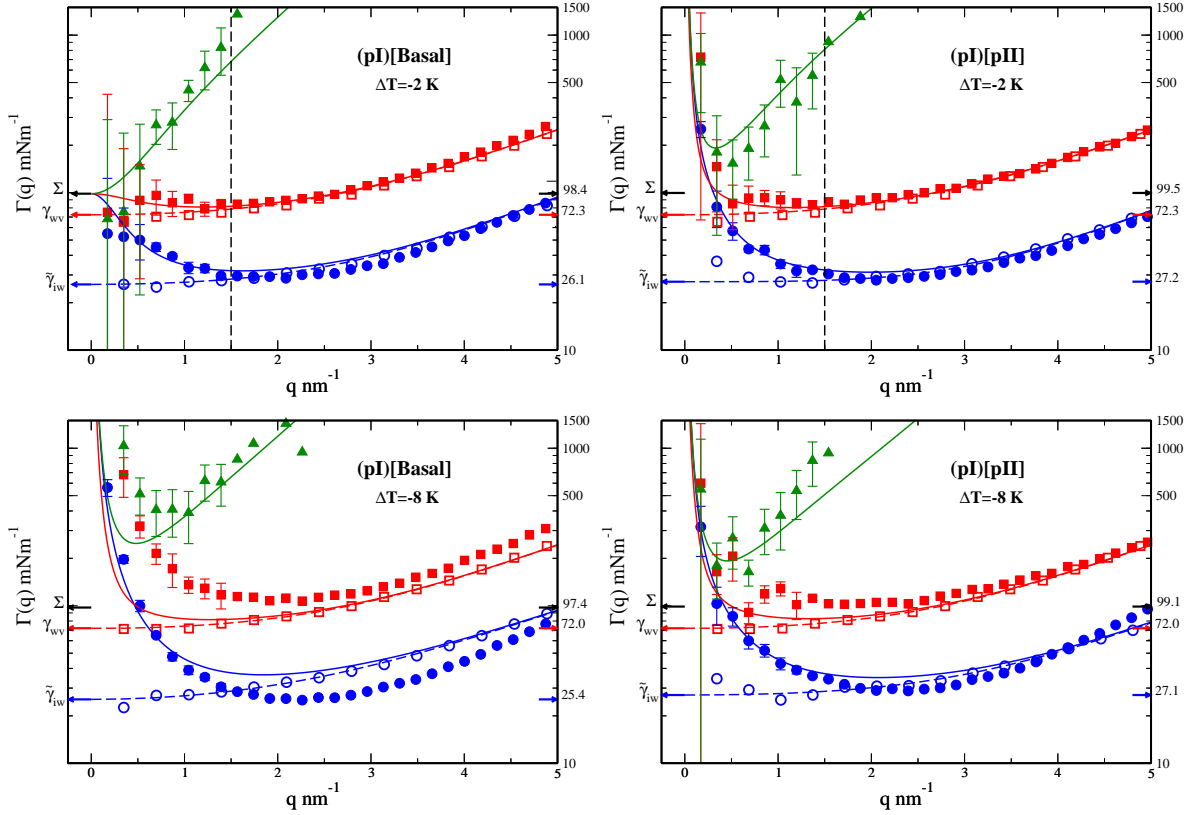 1500
1000
500
98.4
72.3
26.1
10
Γ(q) mNm⁻¹
Σ
γwv
γ̃iw
(pI)[Basal]
ΔT=-2 K
0 1 2 3 4 5
q nm⁻¹
1500
1000
500
99.5
72.3
27.2
10
Γ(q) mNm⁻¹
Σ
γwv
γ̃iw
(pI)[pII]
ΔT=-2 K
0 1 2 3 4 5
q nm⁻¹
1500
1000
500
97.4
72.0
25.4
10
Γ(q) mNm⁻¹
Σ
γwv
γ̃iw
(pI)[Basal]
ΔT=-8 K
0 1 2 3 4 5
q nm⁻¹
1500
1000
500
99.1
72.0
27.1
10
Γ(q) mNm⁻¹
Σ
γwv
γ̃iw
(pI)[pII]
ΔT=-8 K
0 1 2 3 4 5
q nm⁻¹